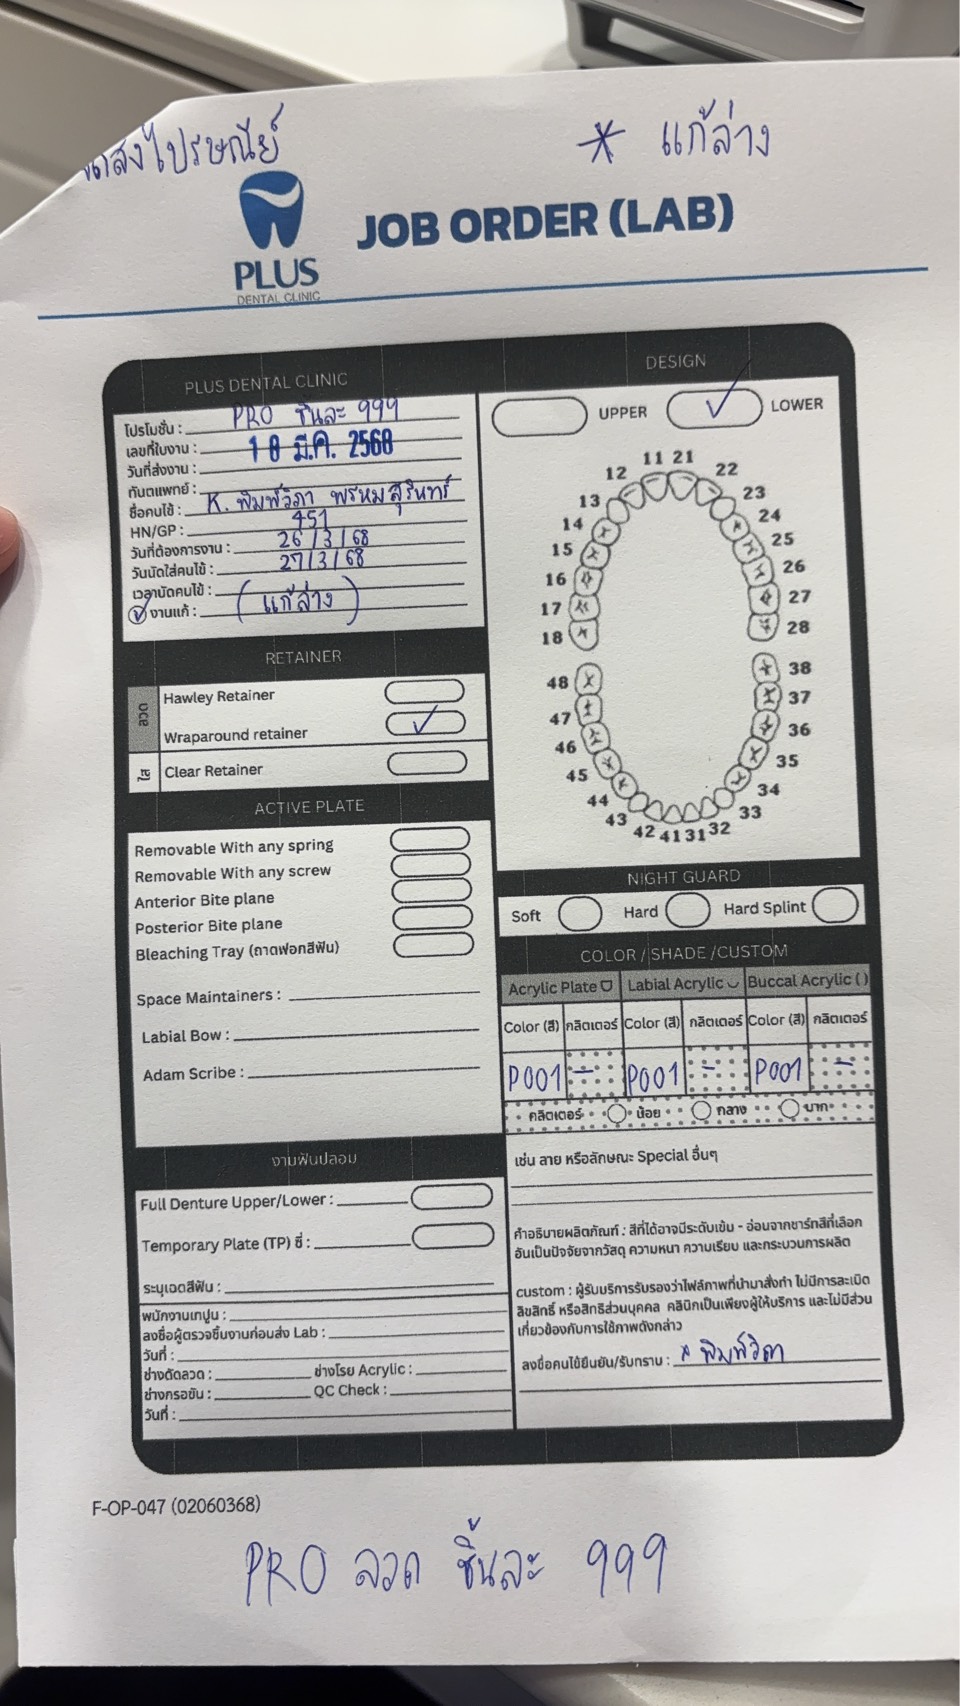 ส่งไปรษณีย์
* แก้ล่าง
PLUS
DENTAL CLINIC
JOB ORDER (LAB)
PLUS DENTAL CLINIC
โปรโมชั่น : PRO ชิ้นละ 999
เลขที่ใบงาน :
วันที่ส่งงาน : 18 มี.ค. 2568
ทันตแพทย์ :
ชื่อคนไข้ : K. พิมพ์วิภา พรหมสุรินทร์
HN/GP : 451
วันที่ต้องการงาน : 26/3/68
วันนัดใส่คนไข้ : 27/3/68
เวลานัดคนไข้ :
งานแก้ : (แก้ล่าง)
RETAINER
ลวด
Hawley Retainer
Wraparound retainer
ใส
Clear Retainer
ACTIVE PLATE
Removable With any spring
Removable With any screw
Anterior Bite plane
Posterior Bite plane
Bleaching Tray (ถาดฟอกสีฟัน)
Space Maintainers :
Labial Bow :
Adam Scribe :
งานฟันปลอม
Full Denture Upper/Lower :
Temporary Plate (TP) ซี่ :
ระบุเฉดสีฟัน :
พนักงานเทปูน :
ลงชื่อผู้ตรวจชิ้นงานก่อนส่ง Lab :
วันที่ :
ช่างดัดลวด : ช่างโรย Acrylic :
ช่างกรอขัน : QC Check :
วันที่ :
DESIGN
UPPER LOWER
11 21
12 22
13 23
14 24
15 25
16 26
17 27
18 28
48 38
47 37
46 36
45 35
44 34
43 33
42 41 31 32
NIGHT GUARD
Soft Hard Hard Splint
COLOR / SHADE /CUSTOM
Acrylic Plate Labial Acrylic Buccal Acrylic ( )
Color (สี) กลิตเตอร์ Color (สี) กลิตเตอร์ Color (สี) กลิตเตอร์
P001 - P001 - P001 -
กลิตเตอร์ น้อย กลาง มาก
เช่น ลาย หรือลักษณะ Special อื่นๆ
คำอธิบายผลิตภัณฑ์ : สีที่ได้อาจมีระดับเข้ม - อ่อนจากชาร์ทสีที่เลือก
อันเป็นปัจจัยจากวัสดุ ความหนา ความเรียบ และกระบวนการผลิต
custom : ผู้รับบริการรับรองว่าไฟล์ภาพที่นำมาสั่งทำ ไม่มีการละเมิด
ลิขสิทธิ์ หรือสิทธิส่วนบุคคล คลินิกเป็นเพียงผู้ให้บริการ และไม่มีส่วน
เกี่ยวข้องกับการใช้ภาพดังกล่าว
ลงชื่อคนไข้ยืนยัน/รับทราบ : × พิมพ์วิภา
F-OP-047 (02060368)
PRO ลวด ชิ้นละ 999